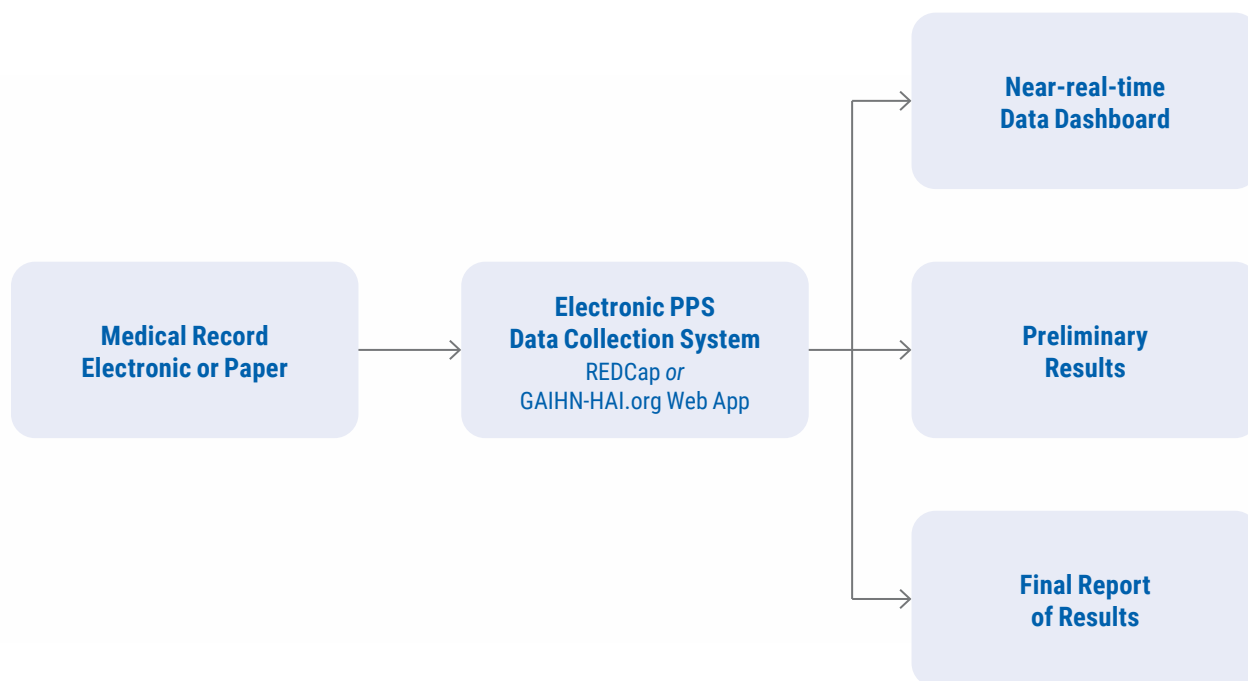 Near-real-time
Data Dashboard
Medical Record
Electronic or Paper
Electronic PPS
Data Collection System
REDCap or
GAIHN-HAI.org Web App
Preliminary
Results
Final Report
of Results